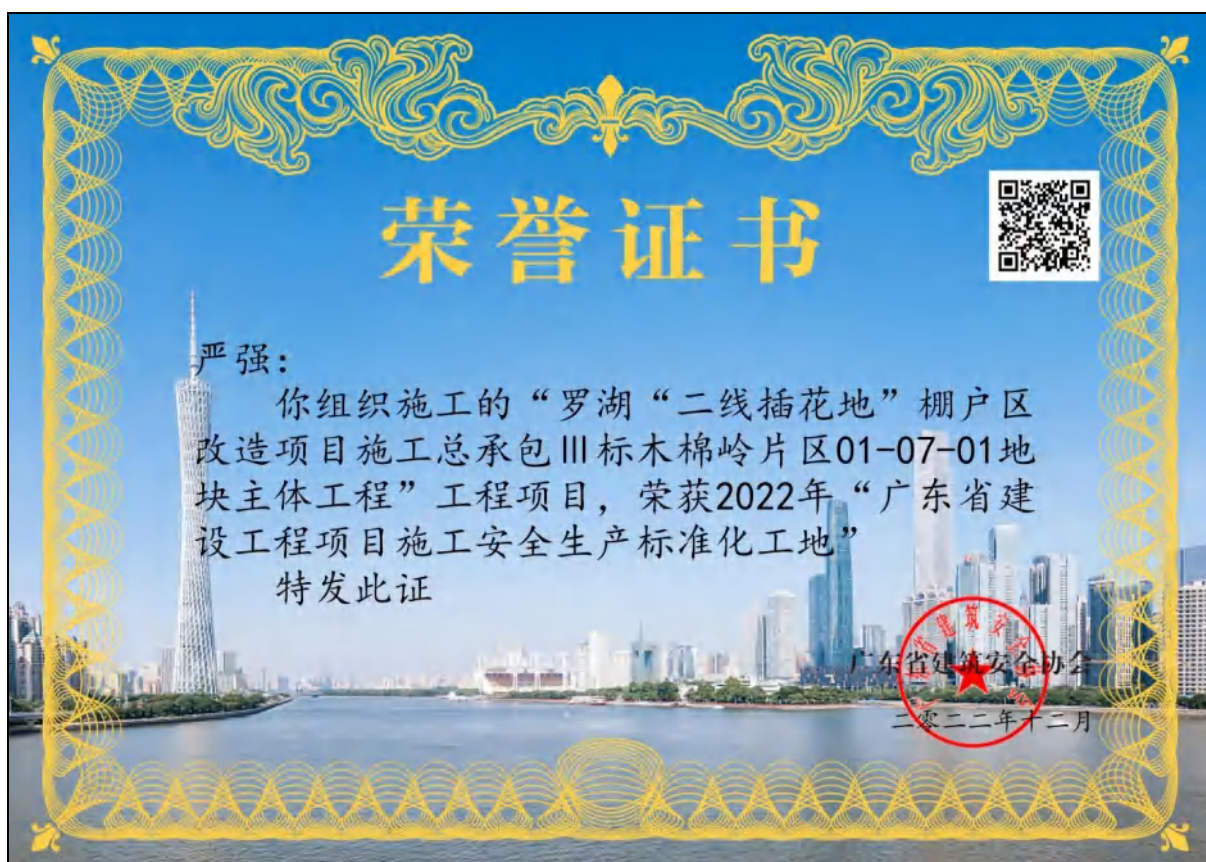 荣誉证书
严强：
你组织施工的“罗湖“二线插花地”棚户区
改造项目施工总承包Ⅲ标木棉岭片区01-07-01地
块主体工程”工程项目，荣获2022年“广东省建
设工程项目施工安全生产标准化工地”
特发此证
广东省建筑安全协会
二零二二年十二月